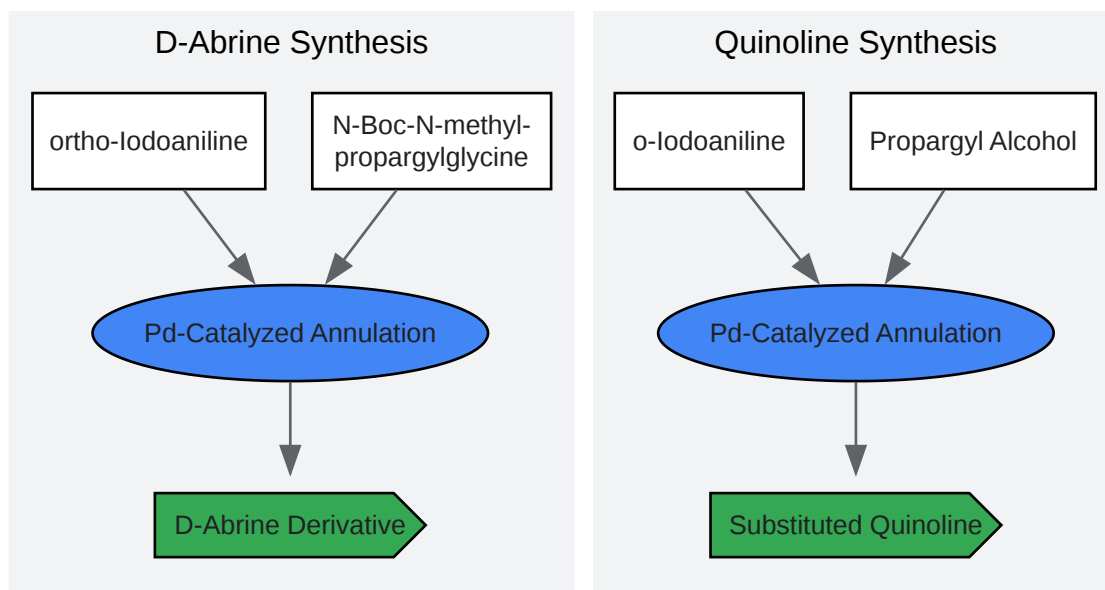 D-Abrine Synthesis
ortho-Iodoaniline
N-Boc-N-methyl-
propargylglycine
Pd-Catalyzed Annulation
D-Abrine Derivative
Quinoline Synthesis
o-Iodoaniline
Propargyl Alcohol
Pd-Catalyzed Annulation
Substituted Quinoline